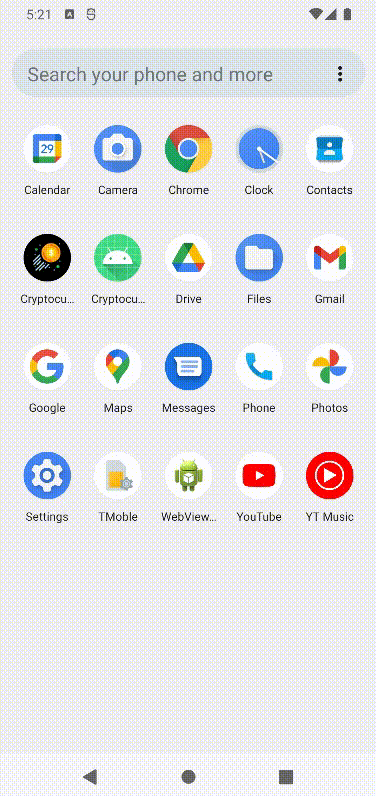 5:21
Search your phone and more
Calendar Camera Chrome Clock Contacts
Cryptocu... Cryptocu... Drive Files Gmail
Google Maps Messages Phone Photos
Settings TMoble WebView... YouTube YT Music